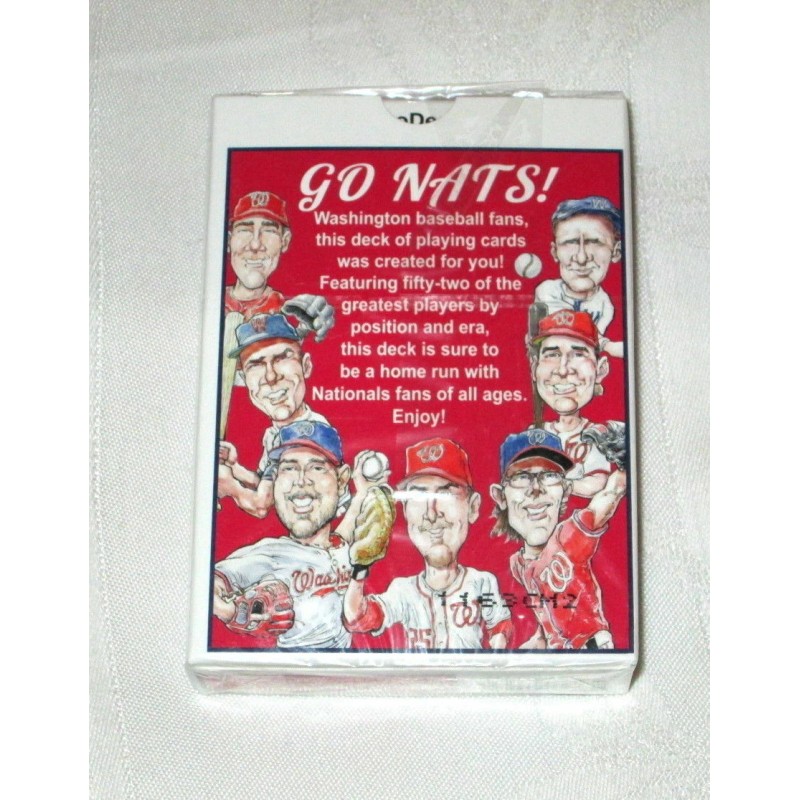 GO NATS!
Washington baseball fans,
this deck of playing cards
was created for you!
Featuring fifty-two of the
greatest players by
position and era,
this deck is sure to
be a home run with
Nationals fans of all ages.
Enjoy!
W
25